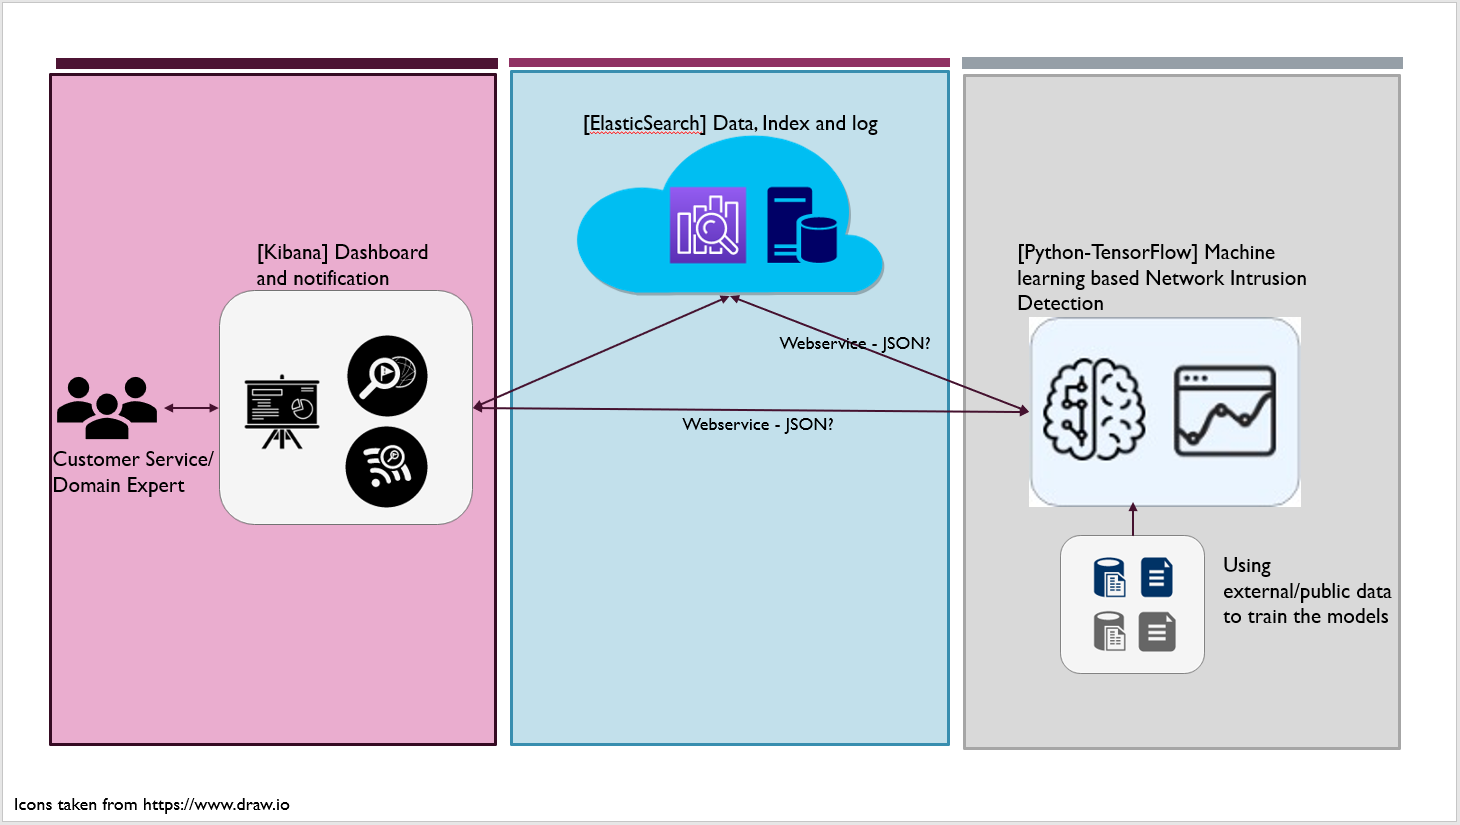 [ElasticSearch] Data, Index and log
[Kibana] Dashboard
and notification
[Python-TensorFlow] Machine
learning based Network Intrusion
Detection
Webservice - JSON?
Webservice - JSON?
Customer Service/
Domain Expert
Using
external/public data
to train the models
Icons taken from https://www.draw.io